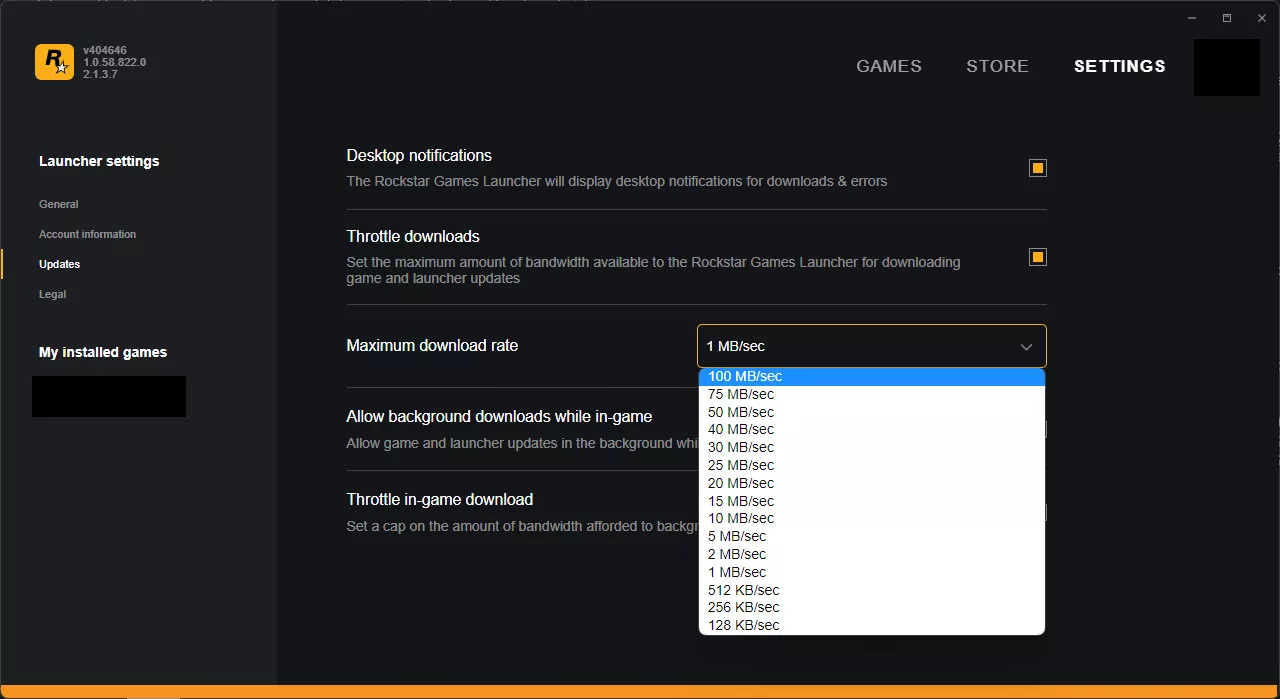 v404646
1.0.58.822.0
2.1.3.7
GAMES
STORE
SETTINGS
Launcher settings
General
Account information
Updates
Legal
My installed games
Desktop notifications
The Rockstar Games Launcher will display desktop notifications for downloads & errors
Throttle downloads
Set the maximum amount of bandwidth available to the Rockstar Games Launcher for downloading
game and launcher updates
Maximum download rate
1 MB/sec
100 MB/sec
75 MB/sec
50 MB/sec
40 MB/sec
30 MB/sec
25 MB/sec
20 MB/sec
15 MB/sec
10 MB/sec
5 MB/sec
2 MB/sec
1 MB/sec
512 KB/sec
256 KB/sec
128 KB/sec
Allow background downloads while in-game
Allow game and launcher updates in the background
Throttle in-game download
Set a cap on the amount of bandwidth afforded to